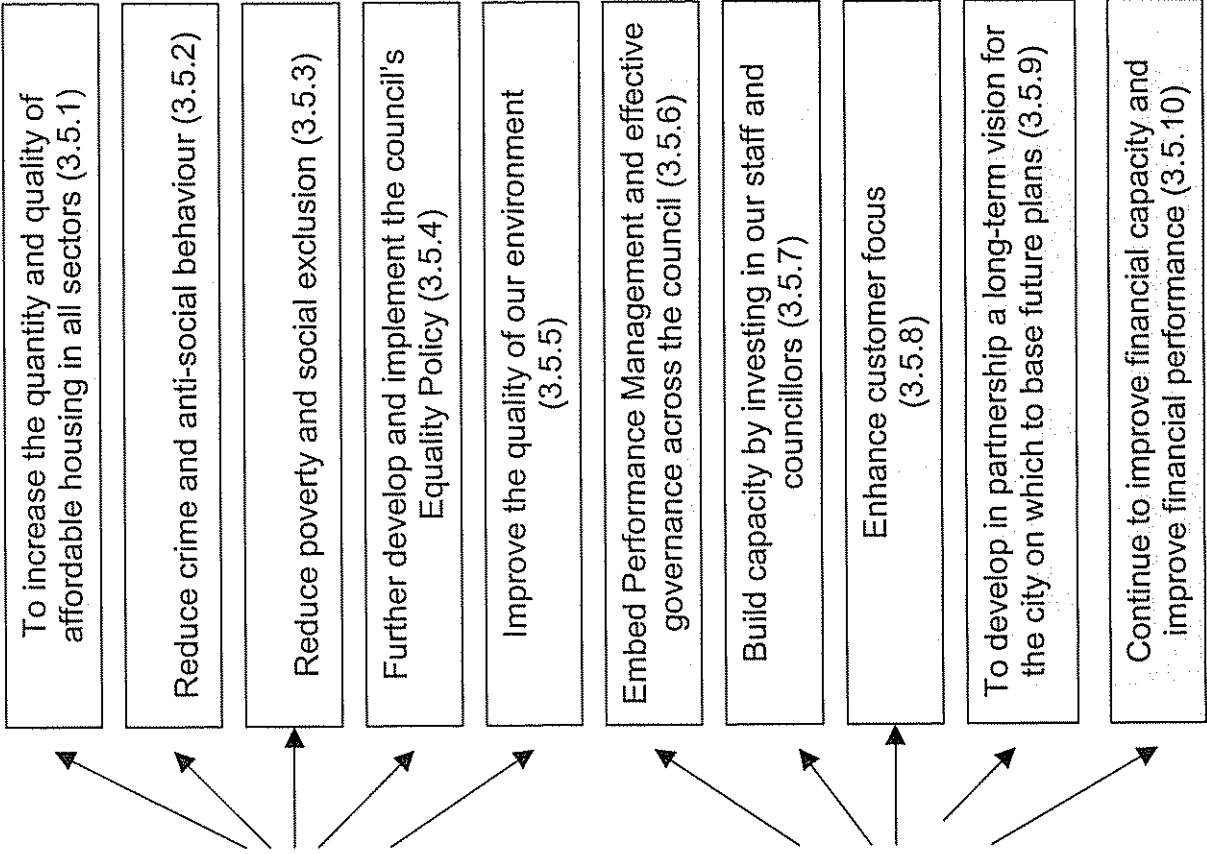 To increase the quantity and quality of
affordable housing in all sectors (3.5.1)
Reduce crime and anti-social behaviour (3.5.2)
Reduce poverty and social exclusion (3.5.3)
Further develop and implement the council's
Equality Policy (3.5.4)
Improve the quality of our environment
(3.5.5)
Embed Performance Management and effective
governance across the council (3.5.6)
Build capacity by investing in our staff and
councillors (3.5.7)
Enhance customer focus
(3.5.8)
To develop in partnership a long-term vision for
the city on which to base future plans (3.5.9)
Continue to improve financial capacity and
improve financial performance (3.5.10)